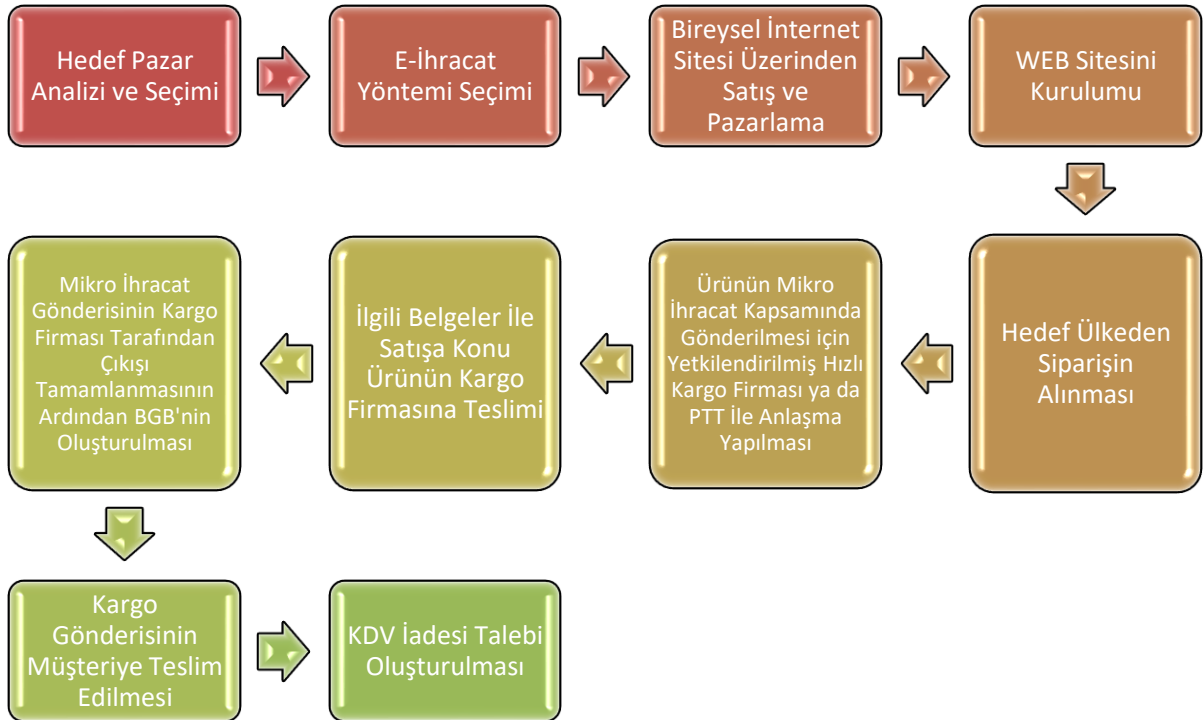 Hedef Pazar
Analizi ve Seçimi
E-İhracat
Yöntemi Seçimi
Bireysel İnternet
Sitesi Üzerinden
Satış ve
Pazarlama
WEB Sitesini
Kurulumu
Hedef Ülkeden
Siparişin
Alınması
Ürünün Mikro
İhracat Kapsamında
Gönderilmesi için
Yetkilendirilmiş Hızlı
Kargo Firması ya da
PTT İle Anlaşma
Yapılması
İlgili Belgeler İle
Satışa Konu
Ürünün Kargo
Firmasına Teslimi
Mikro İhracat
Gönderisinin Kargo
Firması Tarafından
Çıkışı
Tamamlanmasının
Ardından BGB'nin
Oluşturulması
Kargo
Gönderisinin
Müşteriye Teslim
Edilmesi
KDV İadesi Talebi
Oluşturulması